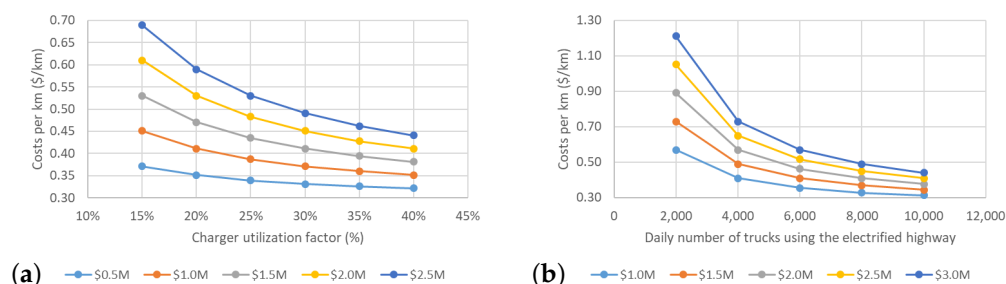 Costs per km ($/km)
0.70
0.65
0.60
0.55
0.50
0.45
0.40
0.35
0.30
10% 15% 20% 25% 30% 35% 40% 45%
Charger utilization factor (%)
(a) $0.5M $1.0M $1.5M $2.0M $2.5M
Costs per km ($/km)
1.30
1.10
0.90
0.70
0.50
0.30
0 2,000 4,000 6,000 8,000 10,000 12,000
Daily number of trucks using the electrified highway
(b) $1.0M $1.5M $2.0M $2.5M $3.0M